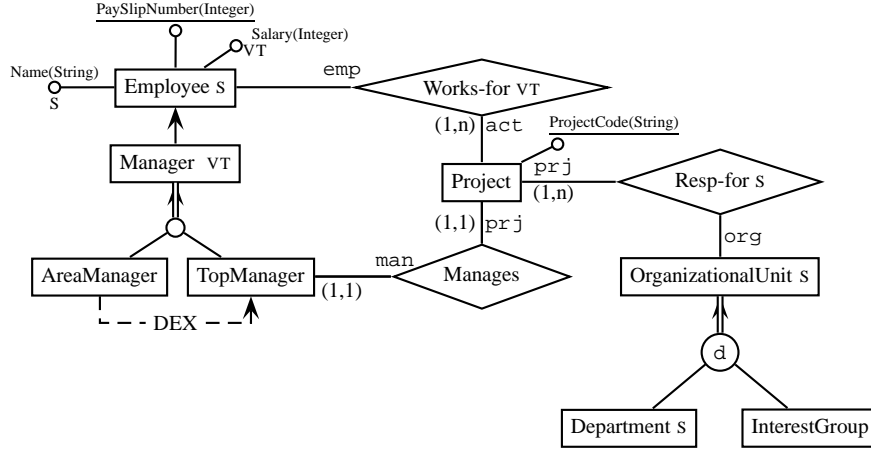 PaySlipNumber(Integer)
Salary(Integer)
VT
Name(String)
S
Employee S
emp
Works-for VT
(1,n) act
ProjectCode(String)
Manager VT
Project
prj
(1,n)
Resp-for S
(1,1) prj
org
AreaManager
TopManager
man
(1,1)
Manages
OrganizationalUnit S
DEX
d
Department S
InterestGroup